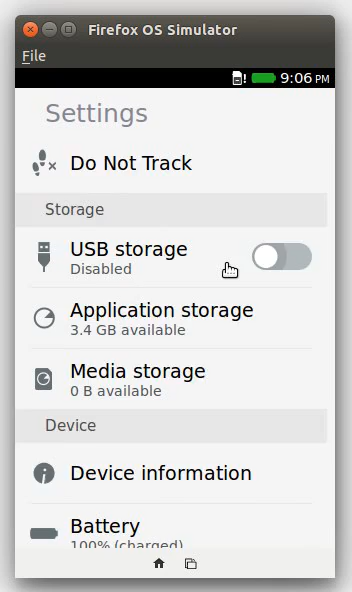 Firefox OS Simulator
File
9:06 PM
Settings
Do Not Track
Storage
USB storage
Disabled
Application storage
3.4 GB available
Media storage
0 B available
Device
Device information
Battery
100% (charged)